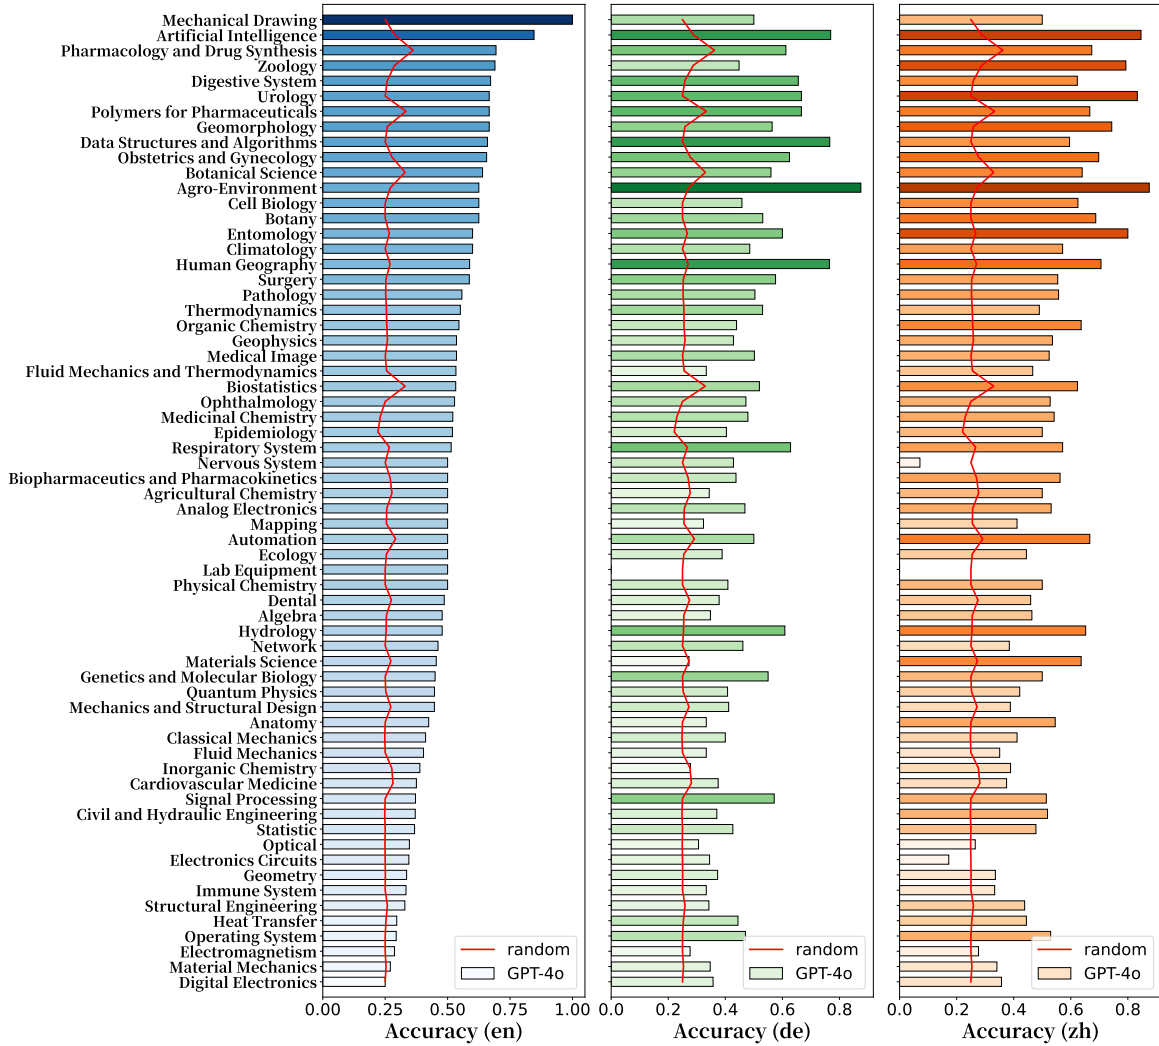 Mechanical Drawing
Artificial Intelligence
Pharmacology and Drug Synthesis
Zoology
Digestive System
Urology
Polymers for Pharmaceuticals
Geomorphology
Data Structures and Algorithms
Obstetrics and Gynecology
Botanical Science
Agro-Environment
Cell Biology
Botany
Entomology
Climatology
Human Geography
Surgery
Pathology
Thermodynamics
Organic Chemistry
Geophysics
Medical Image
Fluid Mechanics and Thermodynamics
Biostatistics
Ophthalmology
Medicinal Chemistry
Epidemiology
Respiratory System
Nervous System
Biopharmaceutics and Pharmacokinetics
Agricultural Chemistry
Analog Electronics
Mapping
Automation
Ecology
Lab Equipment
Physical Chemistry
Dental
Algebra
Hydrology
Network
Materials Science
Genetics and Molecular Biology
Quantum Physics
Mechanics and Structural Design
Anatomy
Classical Mechanics
Fluid Mechanics
Inorganic Chemistry
Cardiovascular Medicine
Signal Processing
Civil and Hydraulic Engineering
Statistic
Optical
Electronics Circuits
Geometry
Immune System
Structural Engineering
Heat Transfer
Operating System
Electromagnetism
Material Mechanics
Digital Electronics
random
GPT-4o
0.00 0.25 0.50 0.75 1.00
Accuracy (en)
random
GPT-4o
0.0 0.2 0.4 0.6 0.8
Accuracy (de)
random
GPT-4o
0.0 0.2 0.4 0.6 0.8
Accuracy (zh)